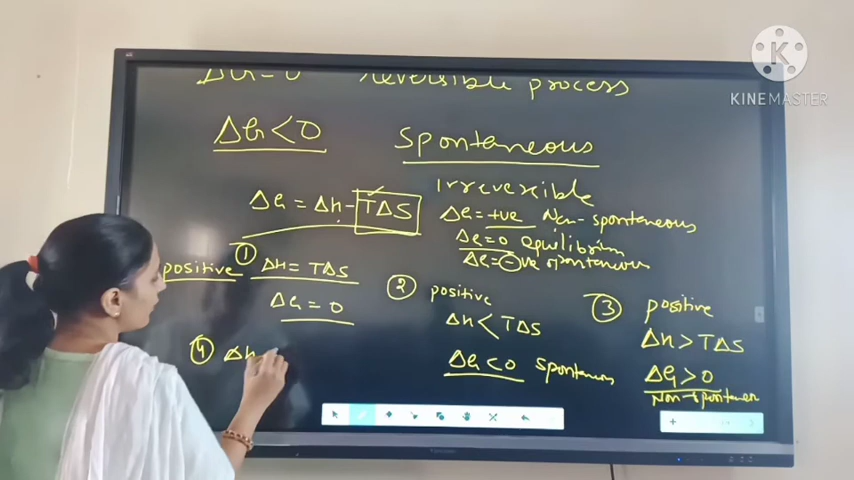 ΔG = 0 Reversible process
ΔG < 0 Spontaneous
Irreversible
ΔG = ΔH - TΔS
ΔG = +ve Non-spontaneous
ΔG = 0 equilibrium
ΔG = -ve spontaneous
① positive ΔH = TΔS
ΔG = 0
② positive
ΔH < TΔS
ΔG < 0 spontaneous
③ positive
ΔH > TΔS
ΔG > 0
Non-spontaneous
④ ΔH
K
KINEMASTER